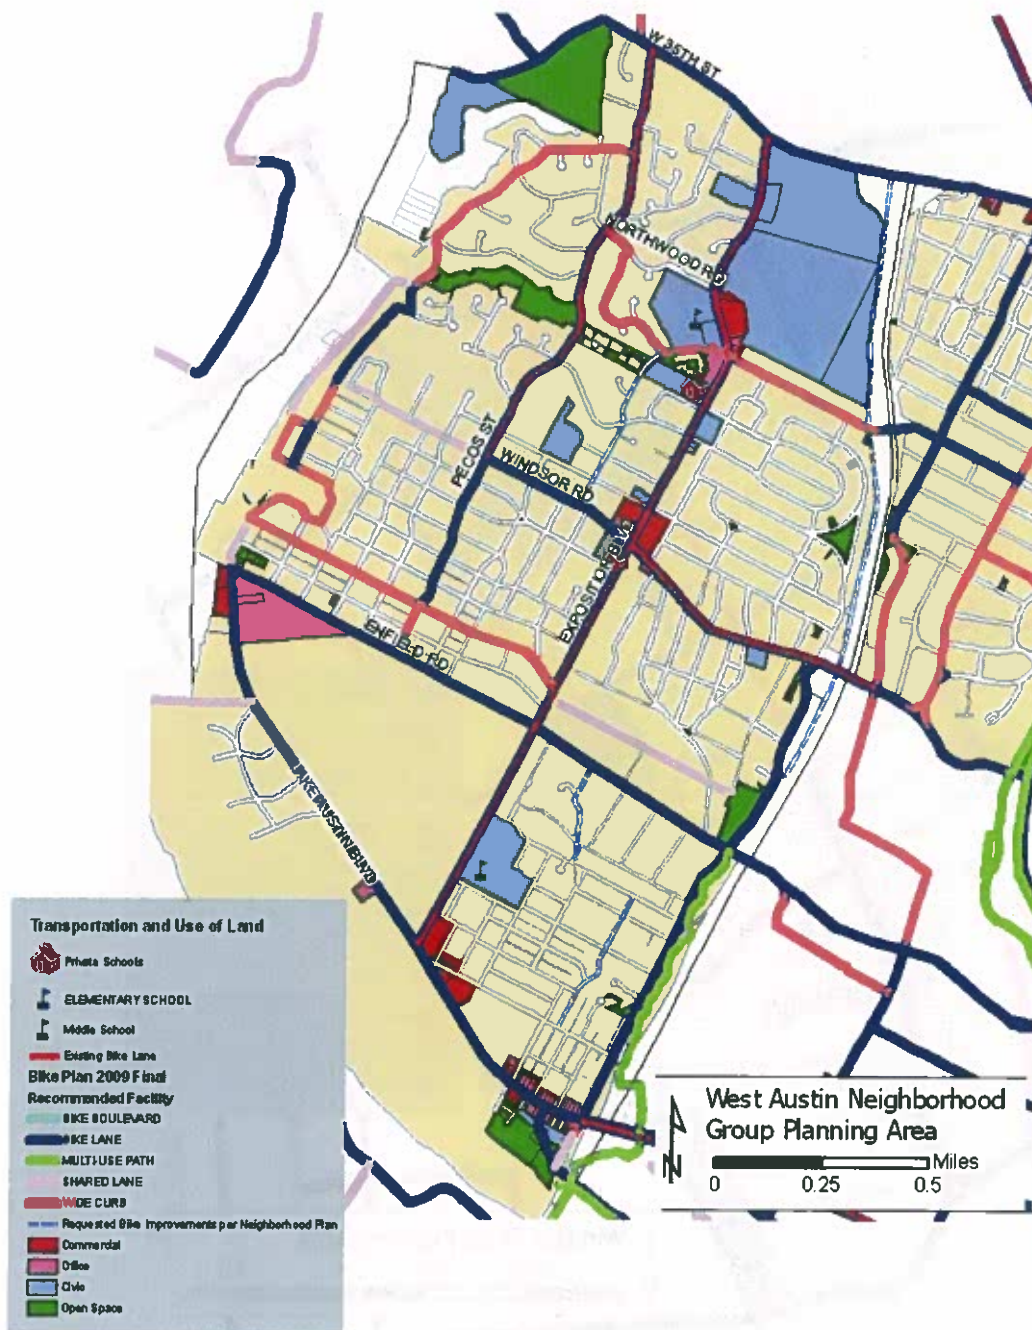 W 35TH ST
NORTHWOOD RD
PECOS ST
WINDSOR RD
EXPOSITION BLVD
ENFIELD RD
LAKE AUSTIN BLVD
Transportation and Use of Land
Private Schools
ELEMENTARY SCHOOL
Middle School
Existing Bike Lane
Bike Plan 2009 Final
Recommended Facility
BIKE BOULEVARD
BIKE LANE
MULTI-USE PATH
SHARED LANE
WIDE CURB
Requested Bike Improvements per Neighborhood Plan
Commercial
Office
Civic
Open Space
West Austin Neighborhood
Group Planning Area
Miles
0 0.25 0.5